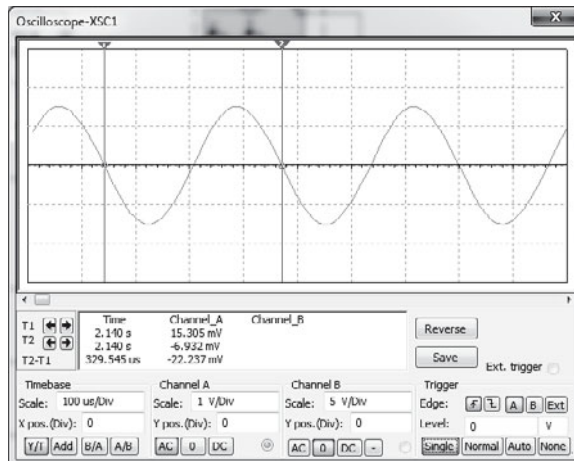 Oscilloscope-XSC1
X
1
2
Time Channel_A Channel_B
T1 2.140 s 15.305 mV
T2 2.140 s -6.932 mV
T2-T1 329.545 us -22.237 mV
Reverse
Save
Ext. trigger
Timebase
Scale: 100 us/Div
X pos.(Div): 0
Y/T Add B/A A/B
Channel A
Scale: 1 V/Div
Y pos.(Div): 0
AC 0 DC
Channel B
Scale: 5 V/Div
Y pos.(Div): 0
AC 0 DC -
Trigger
Edge: A B Ext
Level: 0 V
Single Normal Auto None